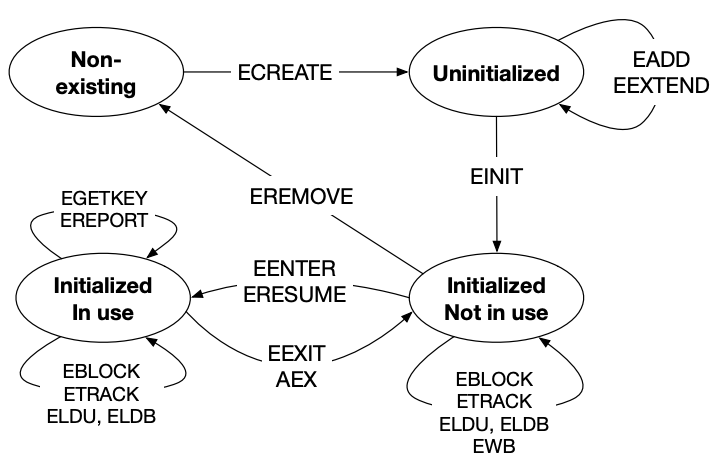 Non-
existing
ECREATE
Uninitialized
EADD
EEXTEND
EINIT
EREMOVE
EGETKEY
EREPORT
Initialized
In use
EENTER
ERESUME
Initialized
Not in use
EEXIT
AEX
EBLOCK
ETRACK
ELDU, ELDB
EBLOCK
ETRACK
ELDU, ELDB
EWB